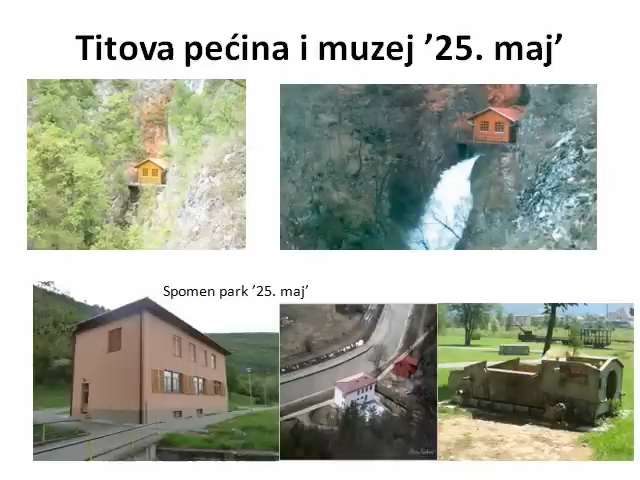 Titova pećina i muzej ’25. maj’
Spomen park ’25. maj’